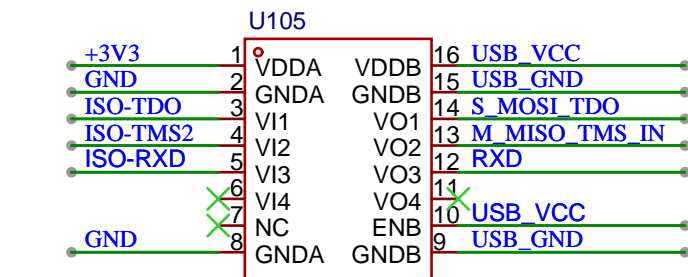 U105
+3V3 1 VDDA VDDB 16 USB_VCC
GND 2 GNDA GNDB 15 USB_GND
ISO-TDO 3 VI1 VO1 14 S_MOSI_TDO
ISO-TMS2 4 VI2 VO2 13 M_MISO_TMS_IN
ISO-RXD 5 VI3 VO3 12 RXD
6 VI4 VO4 11
7 NC ENB 10 USB_VCC
GND 8 GNDA GNDB 9 USB_GND